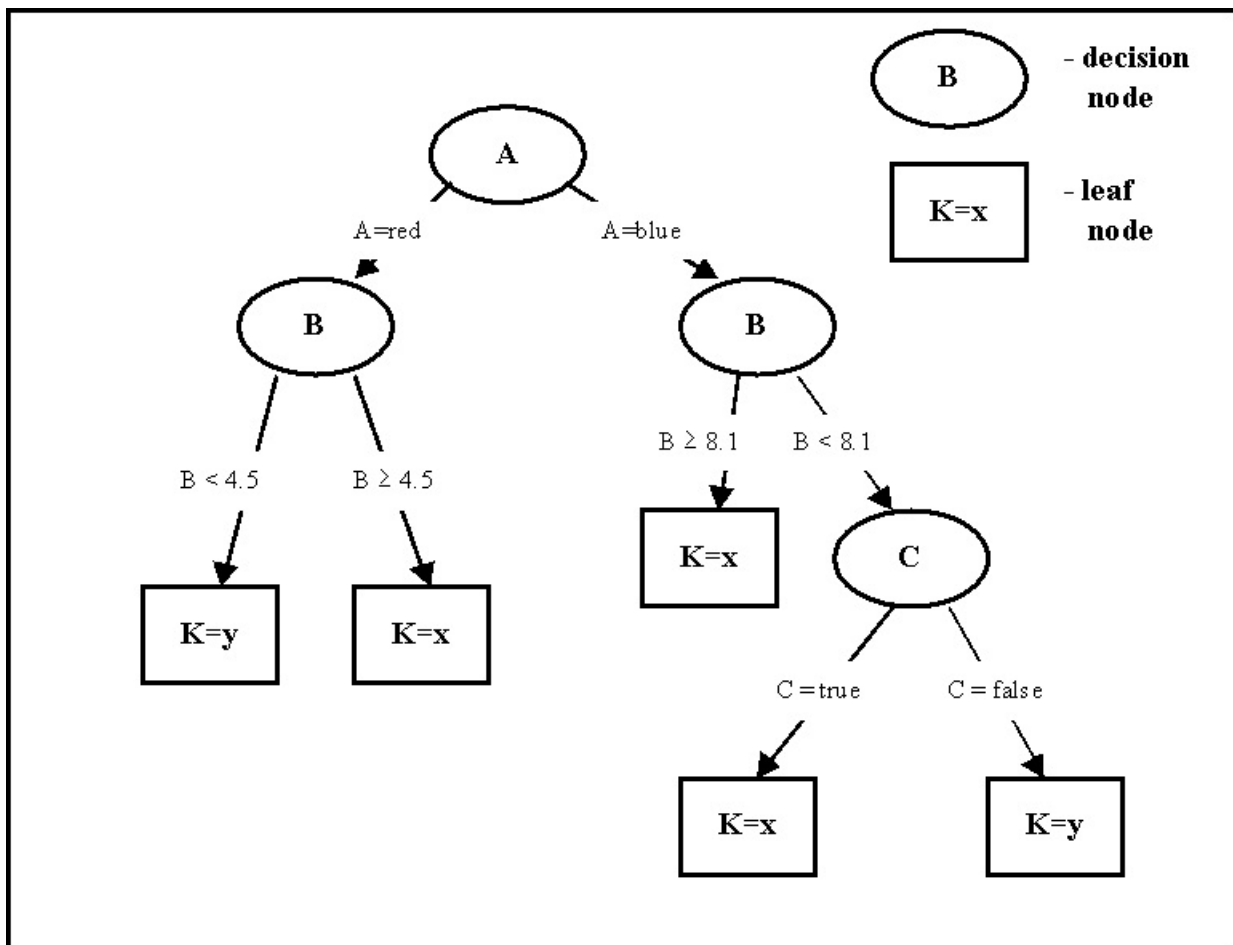 B
- decision
node
A
K=x
- leaf
node
A=red
A=blue
B
B
B ≥ 8.1
B < 8.1
B < 4.5
B ≥ 4.5
K=x
C
K=y
K=x
C = true
C = false
K=x
K=y